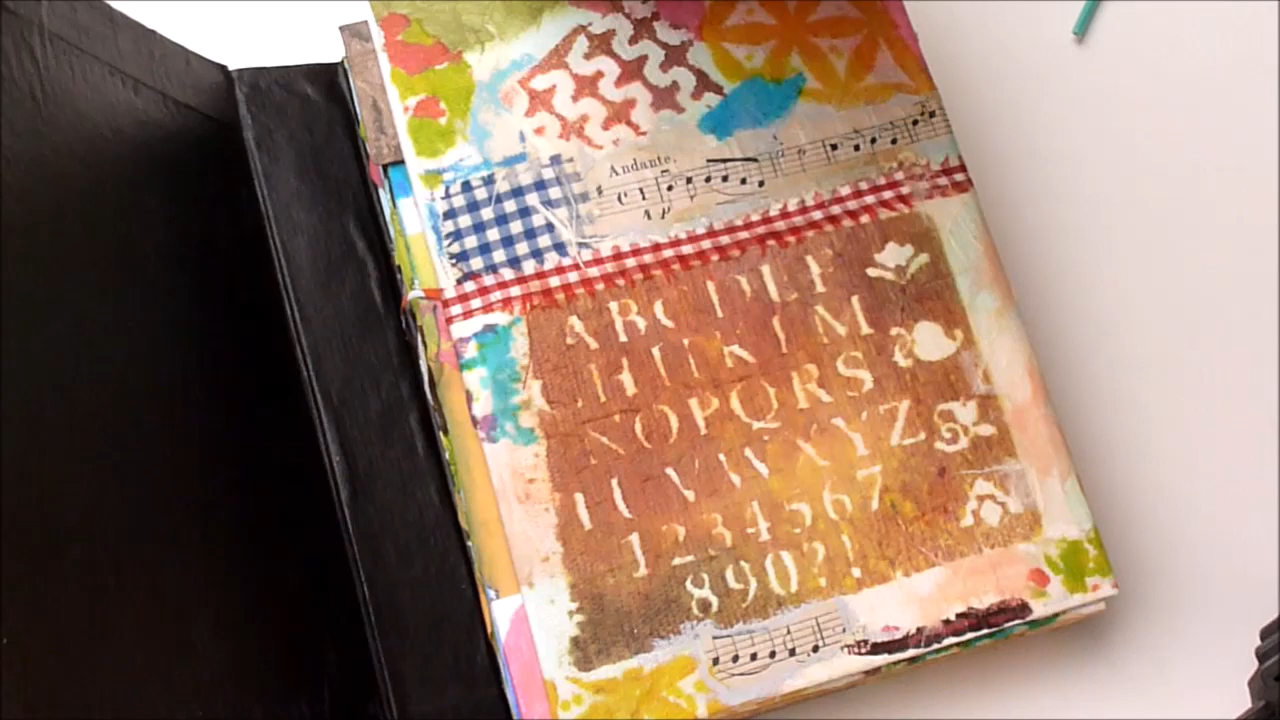 Andante.
ABCDEF
HIJKLM
NOPQRS
UVWXYZ
1234567
890?!